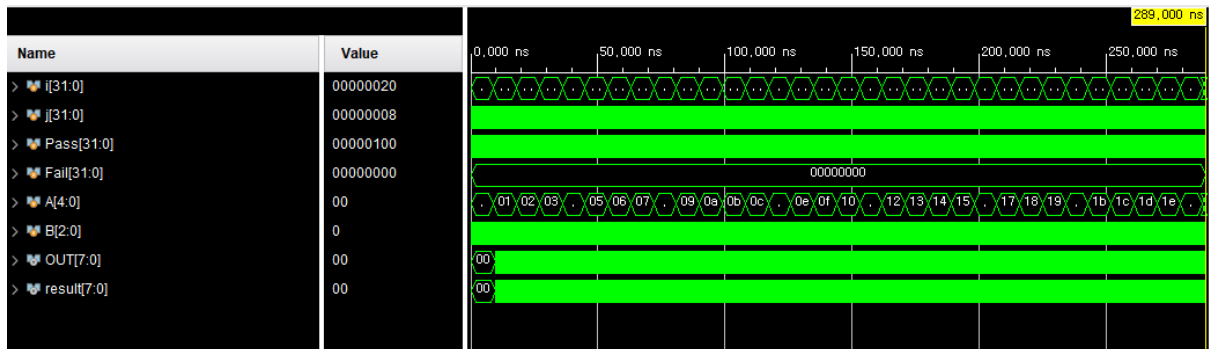 289,000 ns
Name Value 0,000 ns 50,000 ns 100,000 ns 150,000 ns 200,000 ns 250,000 ns
> i[31:0] 00000020
> j[31:0] 00000008
> Pass[31:0] 00000100
> Fail[31:0] 00000000 00000000
> A[4:0] 00 . 01 02 03 . 05 06 07 . 09 0a 0b 0c . 0e 0f 10 . 12 13 14 15 . 17 18 19 . 1b 1c 1d 1e .
> B[2:0] 0
> OUT[7:0] 00 00
> result[7:0] 00 00